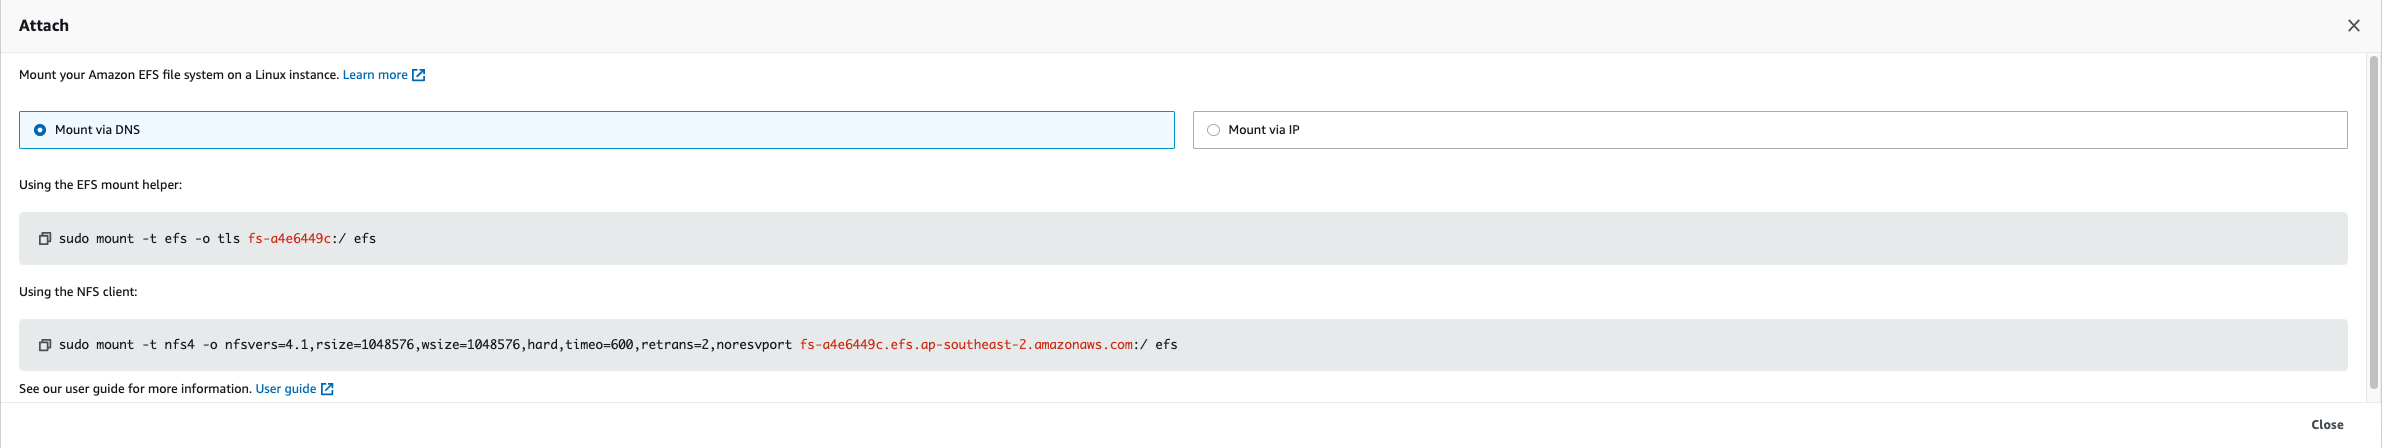 Attach
Mount your Amazon EFS file system on a Linux instance. Learn more
Mount via DNS
Mount via IP
Using the EFS mount helper:
sudo mount -t efs -o tls fs-a4e6449c:/ efs
Using the NFS client:
sudo mount -t nfs4 -o nfsvers=4.1,rsize=1048576,wsize=1048576,hard,timeo=600,retrans=2,noresvport fs-a4e6449c.efs.ap-southeast-2.amazonaws.com:/ efs
See our user guide for more information. User guide
Close